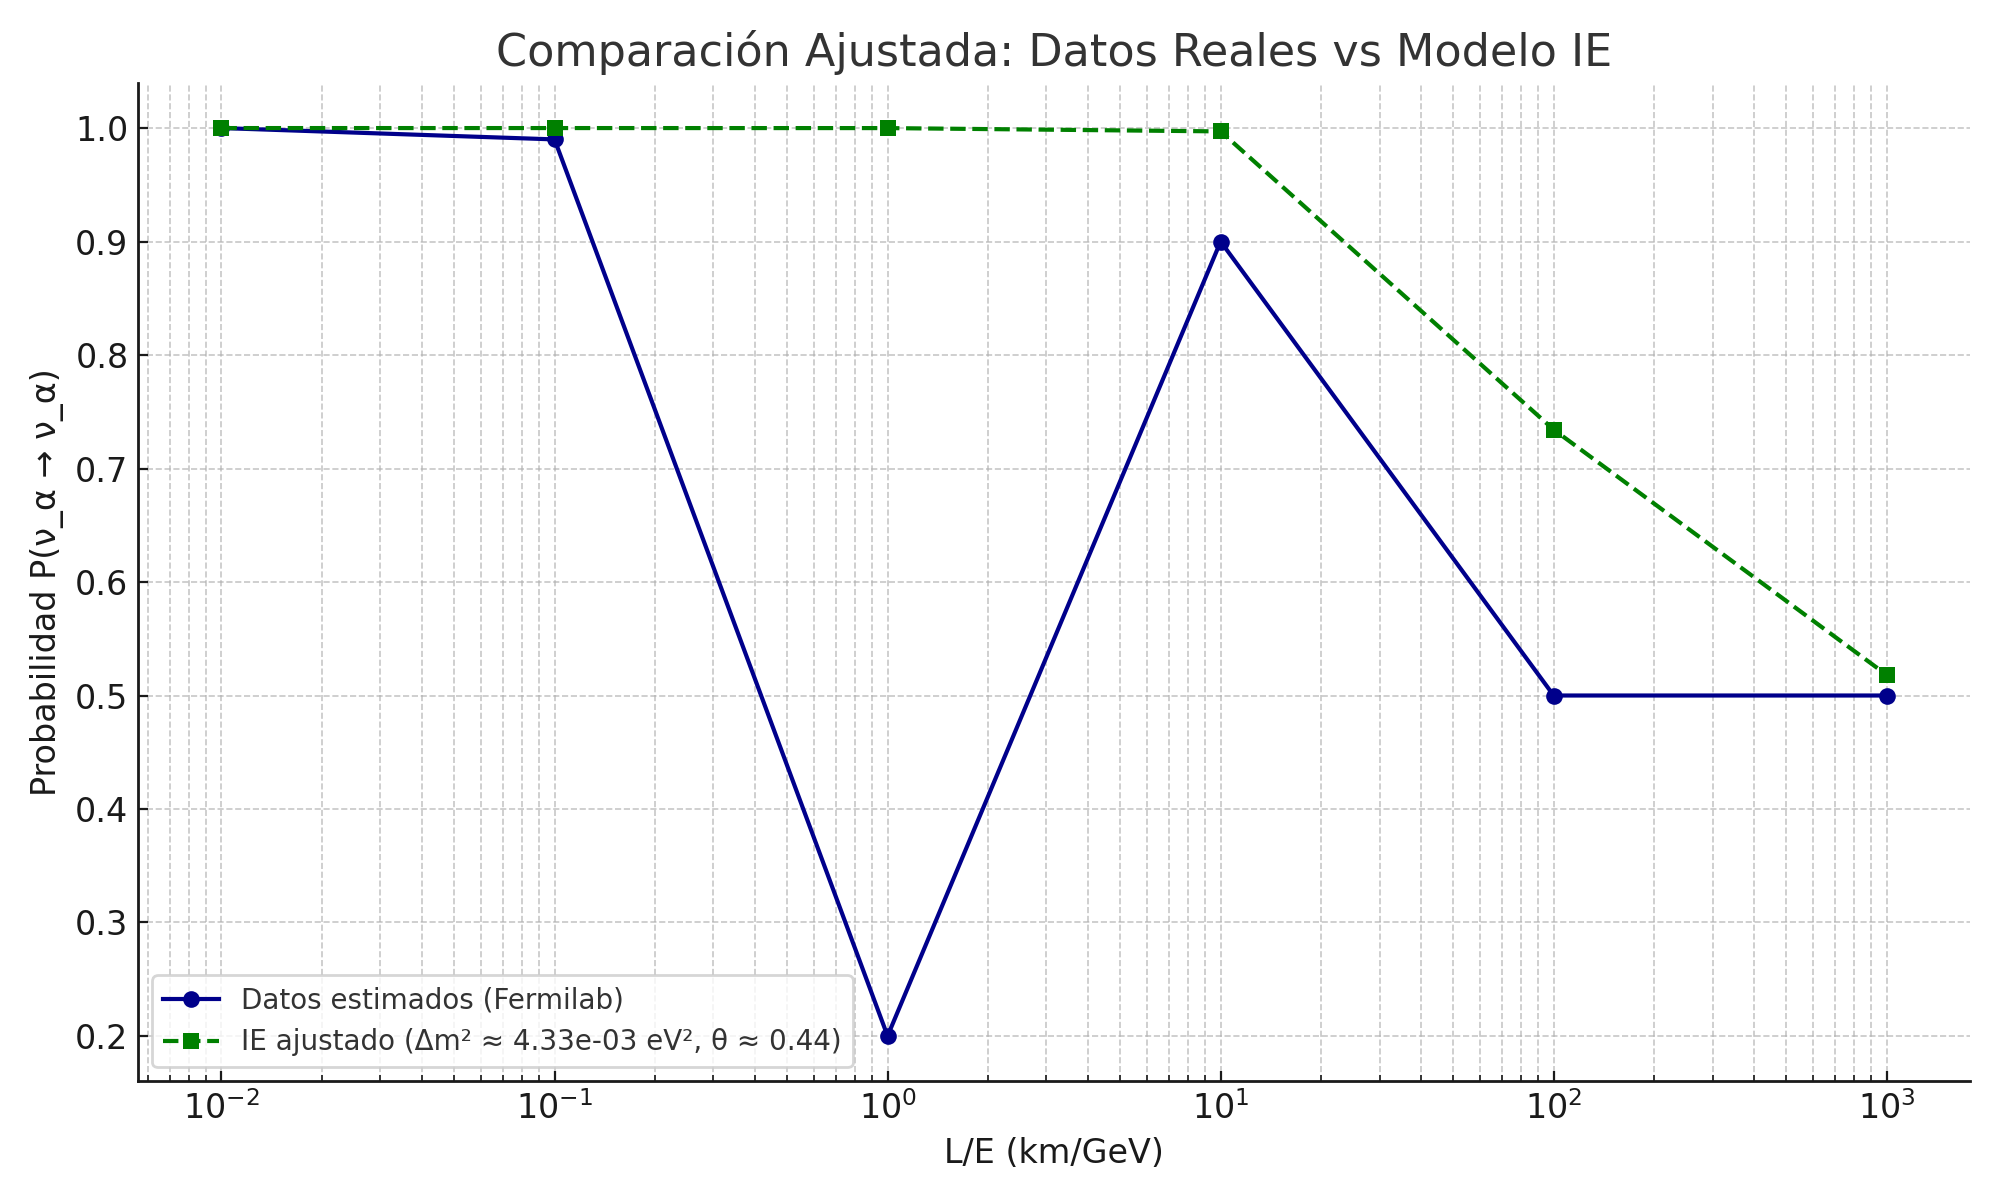 Comparación Ajustada: Datos Reales vs Modelo IE
Probabilidad P(ν_α → ν_α)
1.0
0.9
0.8
0.7
0.6
0.5
0.4
0.3
0.2
Datos estimados (Fermilab)
IE ajustado (Δm² ≈ 4.33e-03 eV², θ ≈ 0.44)
10⁻² 10⁻¹ 10⁰ 10¹ 10² 10³
L/E (km/GeV)